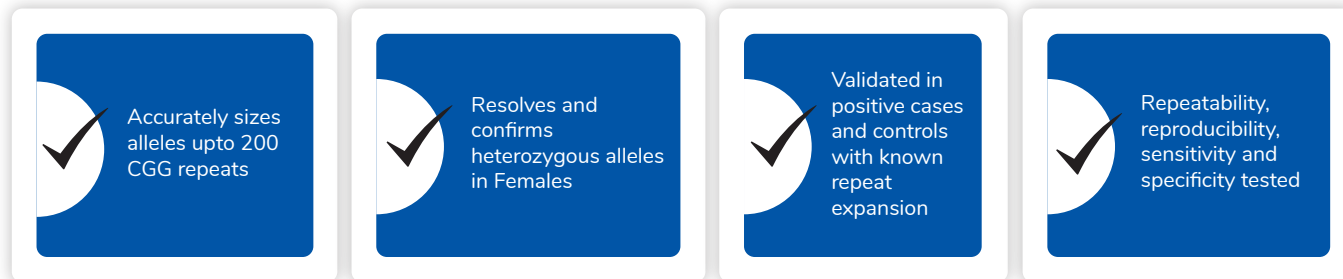 Accurately sizes
alleles upto 200
CGG repeats
Resolves and
confirms
heterozygous alleles
in Females
Validated in
positive cases
and controls
with known
repeat
expansion
Repeatability,
reproducibility,
sensitivity and
specificity tested